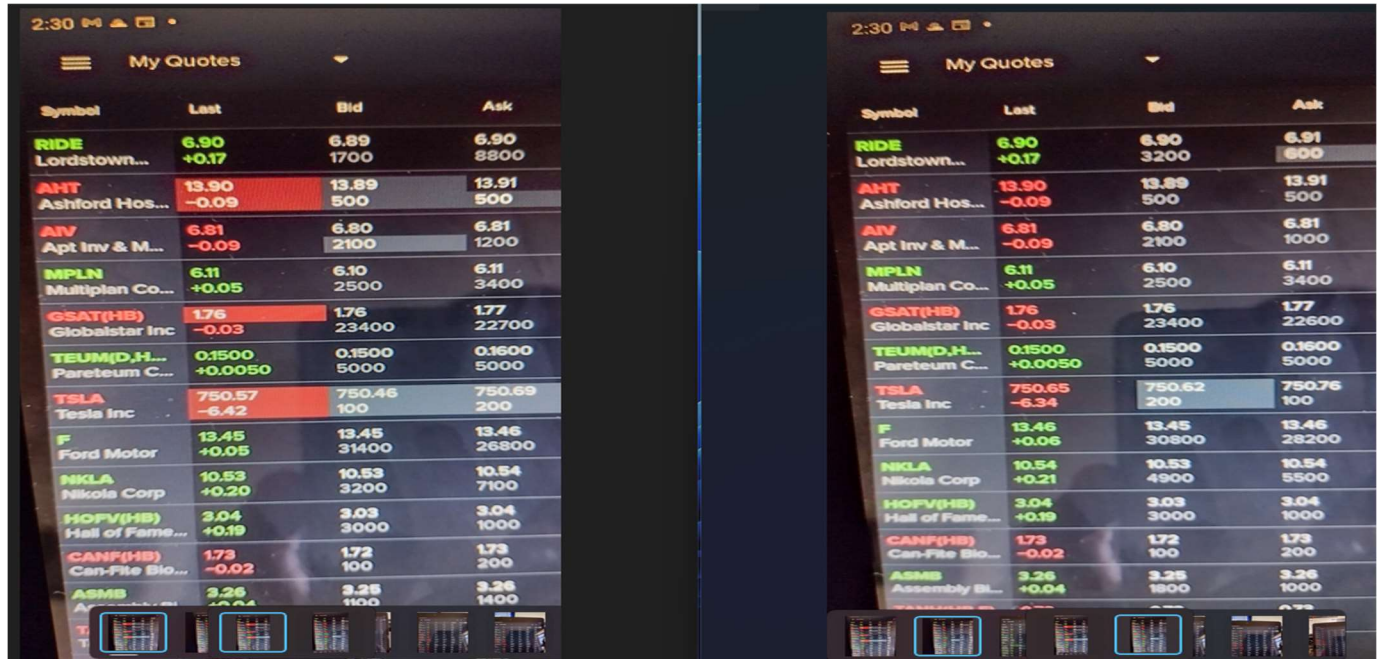 2:30
My Quotes
Symbol Last Bid Ask
RIDE 6.90 6.89 6.90
Lordstown... +0.17 1700 8800
AHT 13.90 13.89 13.91
Ashford Hos... -0.09 500 500
AIV 6.81 6.80 6.81
Apt Inv & M... -0.09 2100 1200
MPLN 6.11 6.10 6.11
Multiplan Co... +0.05 2500 3400
GSAT(HB) 1.76 1.76 1.77
Globalstar Inc -0.03 23400 22700
TEUM(D,H... 0.1500 0.1500 0.1600
Pareteum C... +0.0050 5000 5000
TSLA 750.57 750.46 750.69
Tesla Inc -6.42 100 200
F 13.45 13.45 13.46
Ford Motor +0.05 31400 26800
NKLA 10.53 10.53 10.54
Nikola Corp +0.20 3200 7100
HOFV(HB) 3.04 3.03 3.04
Hall of Fame... +0.19 3000 1000
CANF(HB) 1.73 1.72 1.73
Can-Fite Bio... -0.02 100 200
ASMB 3.26 3.25 3.26
Assembly Bi... +0.04 1100 1400
2:30
My Quotes
Symbol Last Bid Ask
RIDE 6.90 6.90 6.91
Lordstown... +0.17 3200 600
AHT 13.90 13.89 13.91
Ashford Hos... -0.09 500 500
AIV 6.81 6.80 6.81
Apt Inv & M... -0.09 2100 1000
MPLN 6.11 6.10 6.11
Multiplan Co... +0.05 2500 3400
GSAT(HB) 1.76 1.76 1.77
Globalstar Inc -0.03 23400 22600
TEUM(D,H... 0.1500 0.1500 0.1600
Pareteum C... +0.0050 5000 5000
TSLA 750.65 750.62 750.76
Tesla Inc -6.34 200 100
F 13.46 13.45 13.46
Ford Motor +0.06 30800 28200
NKLA 10.54 10.53 10.54
Nikola Corp +0.21 4900 5500
HOFV(HB) 3.04 3.03 3.04
Hall of Fame... +0.19 3000 1000
CANF(HB) 1.73 1.72 1.73
Can-Fite Bio... -0.02 100 200
ASMB 3.26 3.25 3.26
Assembly Bi... +0.04 1800 1000